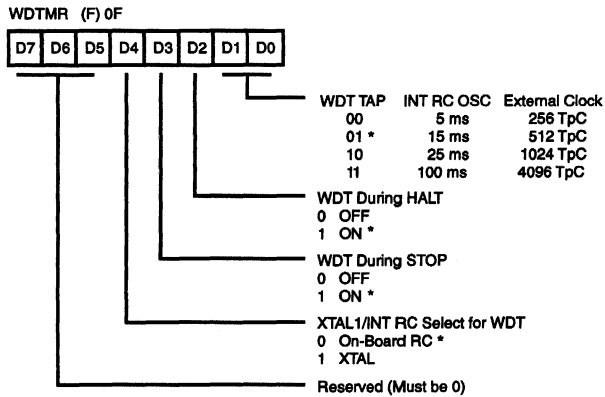 WDTMR (F) 0F
D7 D6 D5 D4 D3 D2 D1 D0
WDT TAP INT RC OSC External Clock
00 5 ms 256 TpC
01 * 15 ms 512 TpC
10 25 ms 1024 TpC
11 100 ms 4096 TpC
WDT During HALT
0 OFF
1 ON *
WDT During STOP
0 OFF
1 ON *
XTAL1/INT RC Select for WDT
0 On-Board RC *
1 XTAL
Reserved (Must be 0)